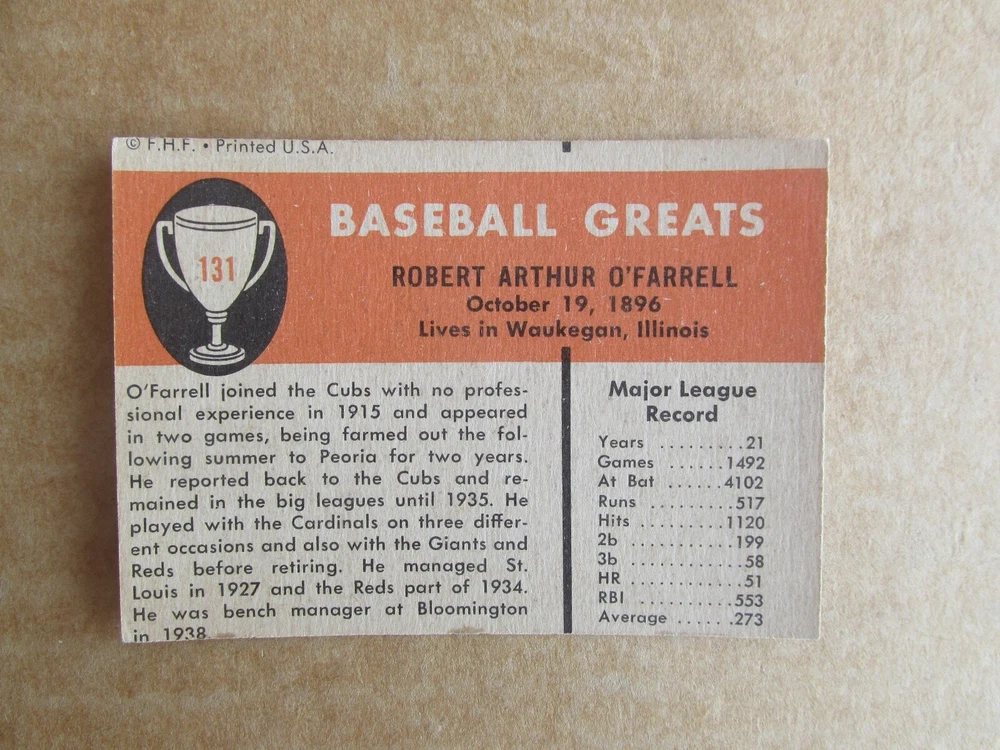 © F.H.F. • Printed U.S.A.
BASEBALL GREATS
131
ROBERT ARTHUR O'FARRELL
October 19, 1896
Lives in Waukegan, Illinois
O'Farrell joined the Cubs with no profes-
sional experience in 1915 and appeared
in two games, being farmed out the fol-
lowing summer to Peoria for two years.
He reported back to the Cubs and re-
mained in the big leagues until 1935. He
played with the Cardinals on three differ-
ent occasions and also with the Giants and
Reds before retiring. He managed St.
Louis in 1927 and the Reds part of 1934.
He was bench manager at Bloomington
in 1938
Major League
Record
Years .........21
Games ......1492
At Bat ......4102
Runs .........517
Hits .........1120
2b ...........199
3b ............58
HR ............51
RBI ..........553
Average ......273